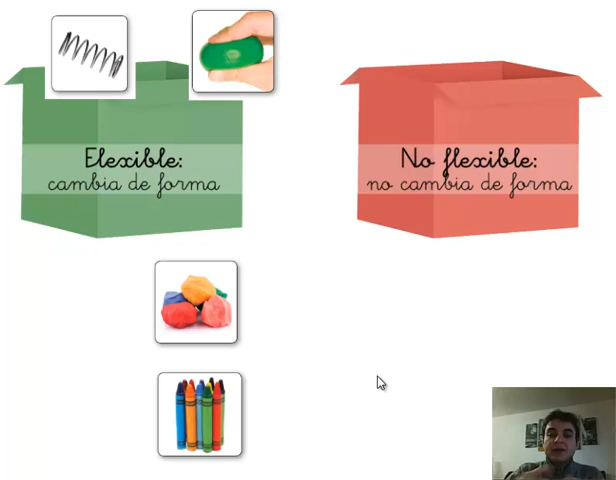 Flexible:
cambia de forma
No flexible:
no cambia de forma